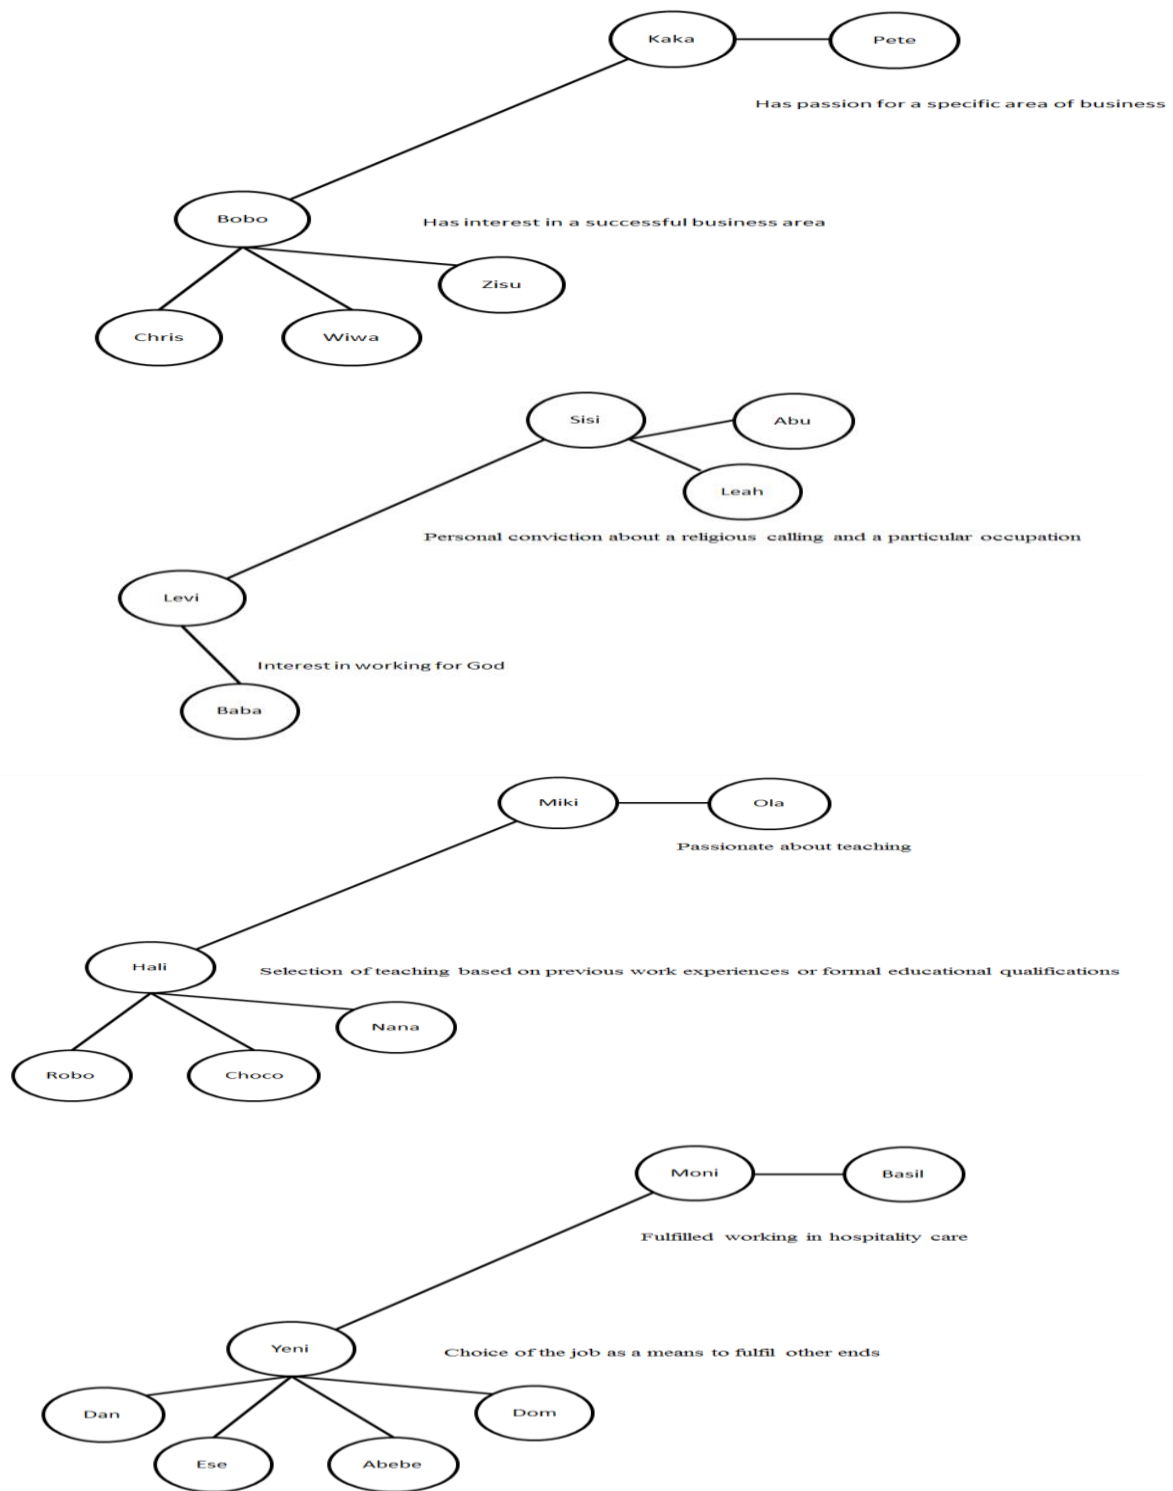 Kaka
Pete
Has passion for a specific area of business
Bobo
Has interest in a successful business area
Zisu
Chris
Wiwa
Sisi
Abu
Leah
Personal conviction about a religious calling and a particular occupation
Levi
Interest in working for God
Baba
Miki
Ola
Passionate about teaching
Hali
Selection of teaching based on previous work experiences or formal educational qualifications
Nana
Robo
Choco
Moni
Basil
Fulfilled working in hospitality care
Yeni
Choice of the job as a means to fulfil other ends
Dan
Dom
Ese
Abebe